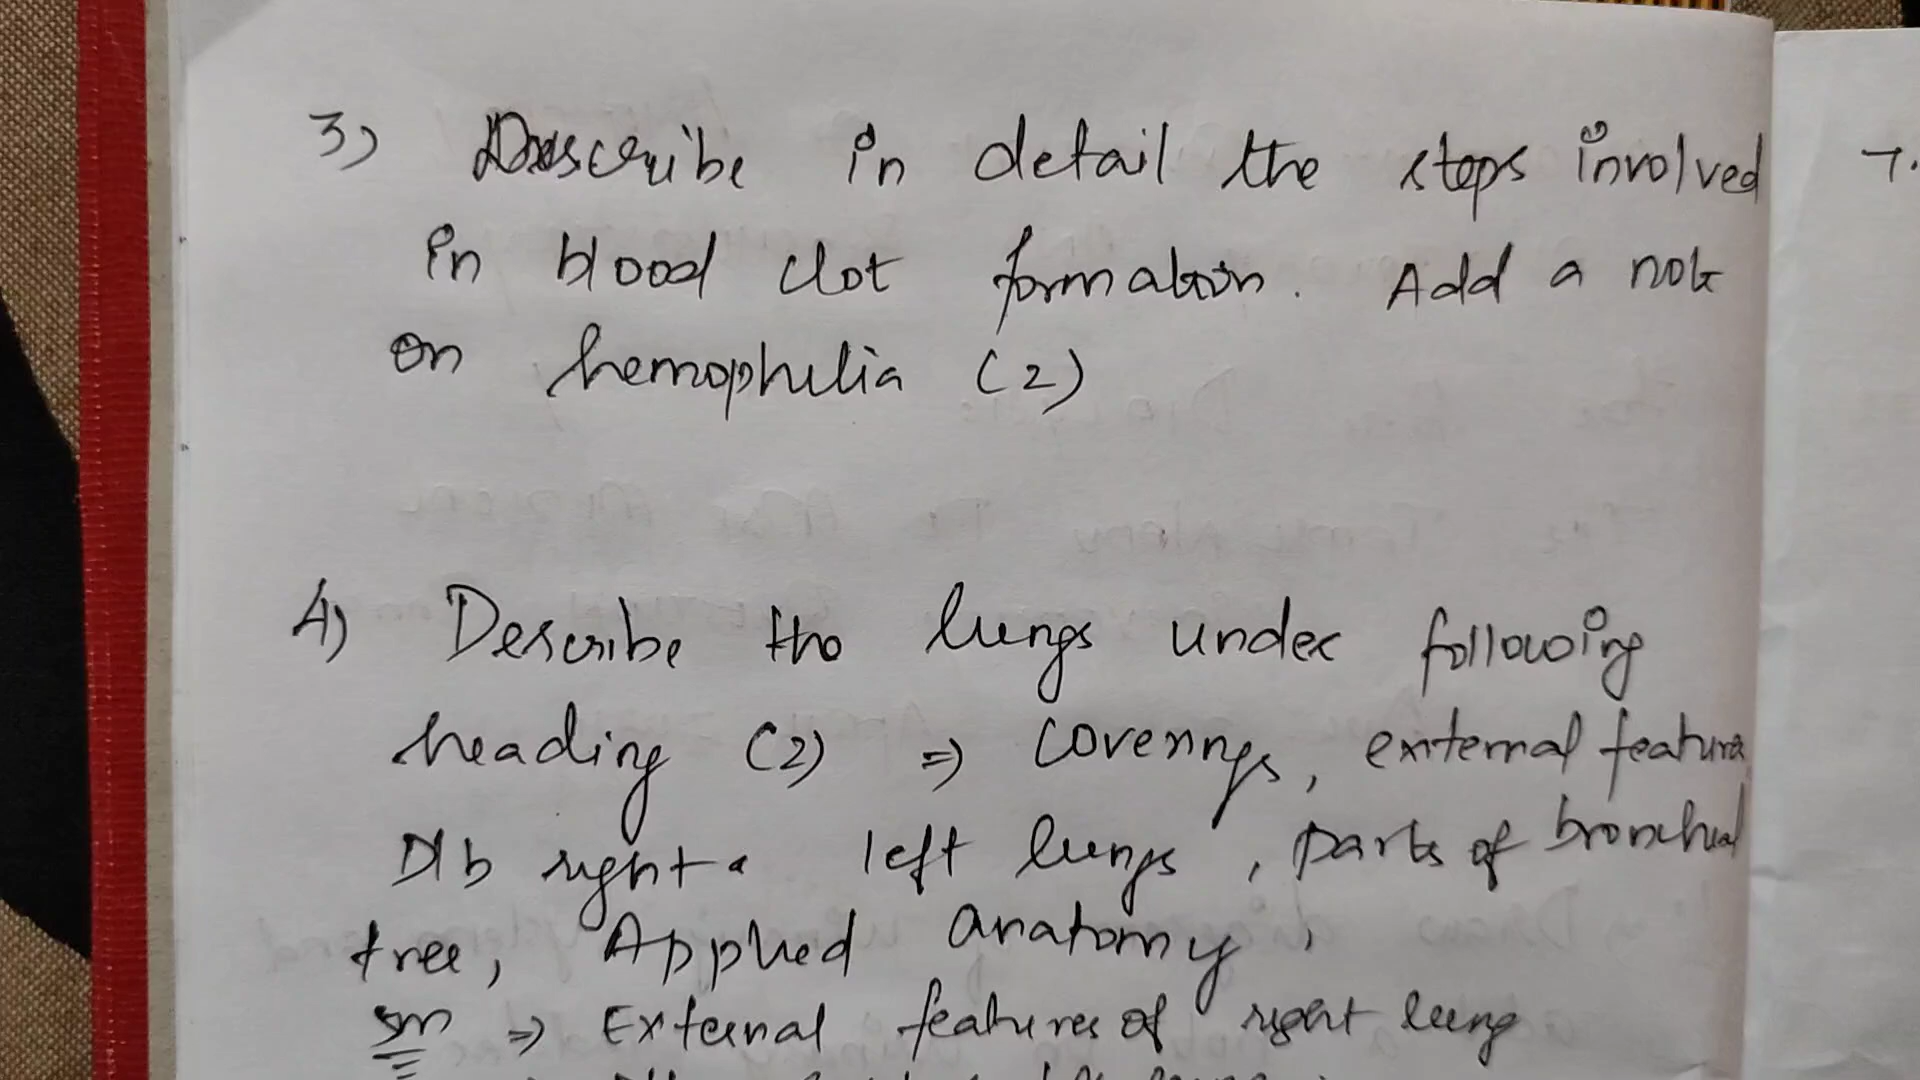 3) Describe in detail the steps involved
in blood clot formation. Add a note
on hemophilia (2)
4) Describe the lungs under following
heading (2) ⇒ coverings, external features
D/b right & left lungs, parts of bronchial
tree, Applied anatomy,
5m ⇒ External features of right lung
7.